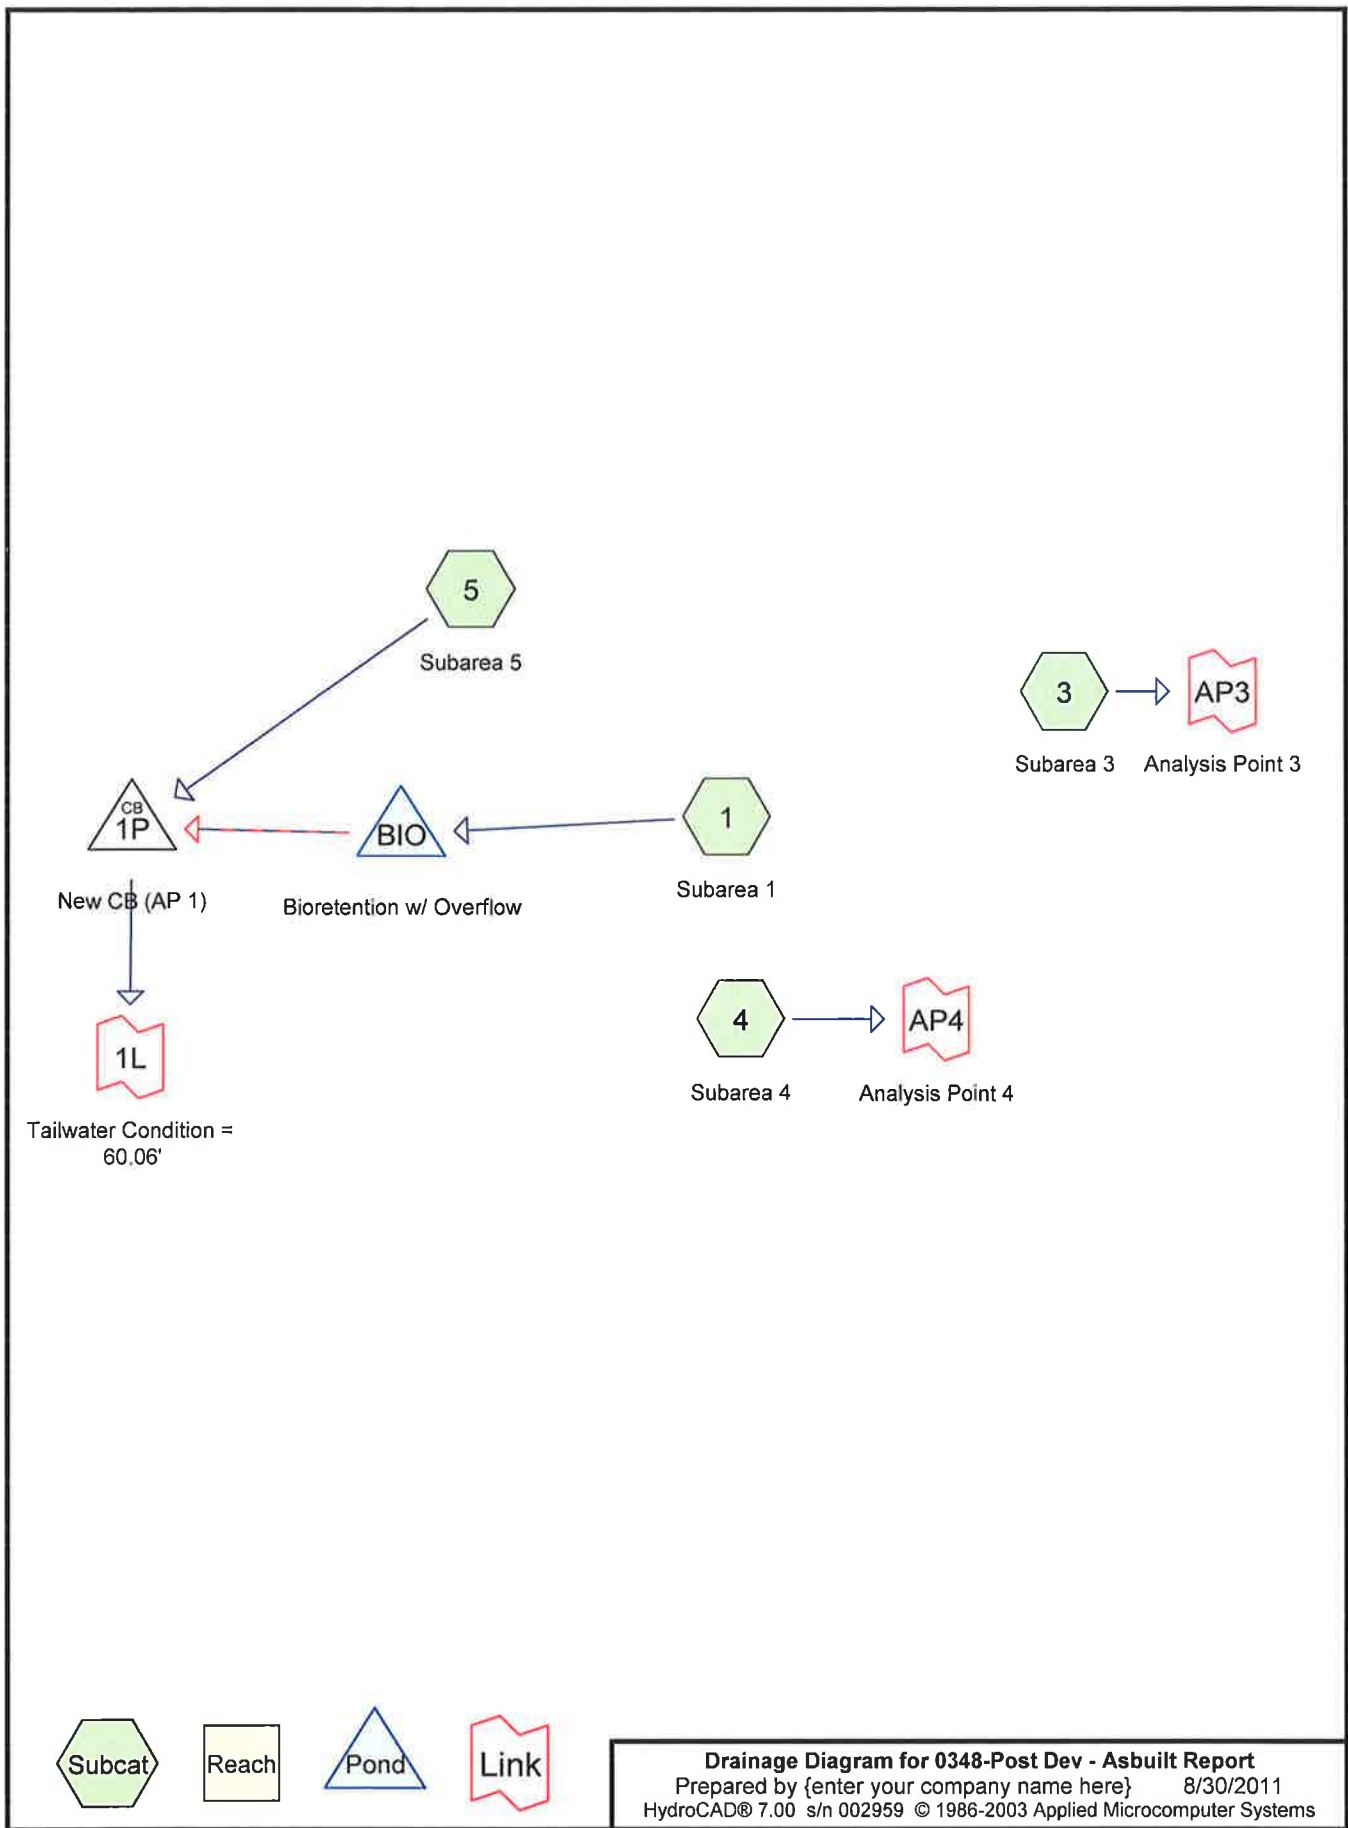 5
Subarea 5
3
AP3
Subarea 3
Analysis Point 3
CB
1P
New CB (AP 1)
BIO
Bioretention w/ Overflow
1
Subarea 1
4
AP4
Subarea 4
Analysis Point 4
1L
Tailwater Condition =
60.06'
Subcat
Reach
Pond
Link
Drainage Diagram for 0348-Post Dev - Asbuilt Report
Prepared by {enter your company name here} 8/30/2011
HydroCAD® 7.00 s/n 002959 © 1986-2003 Applied Microcomputer Systems